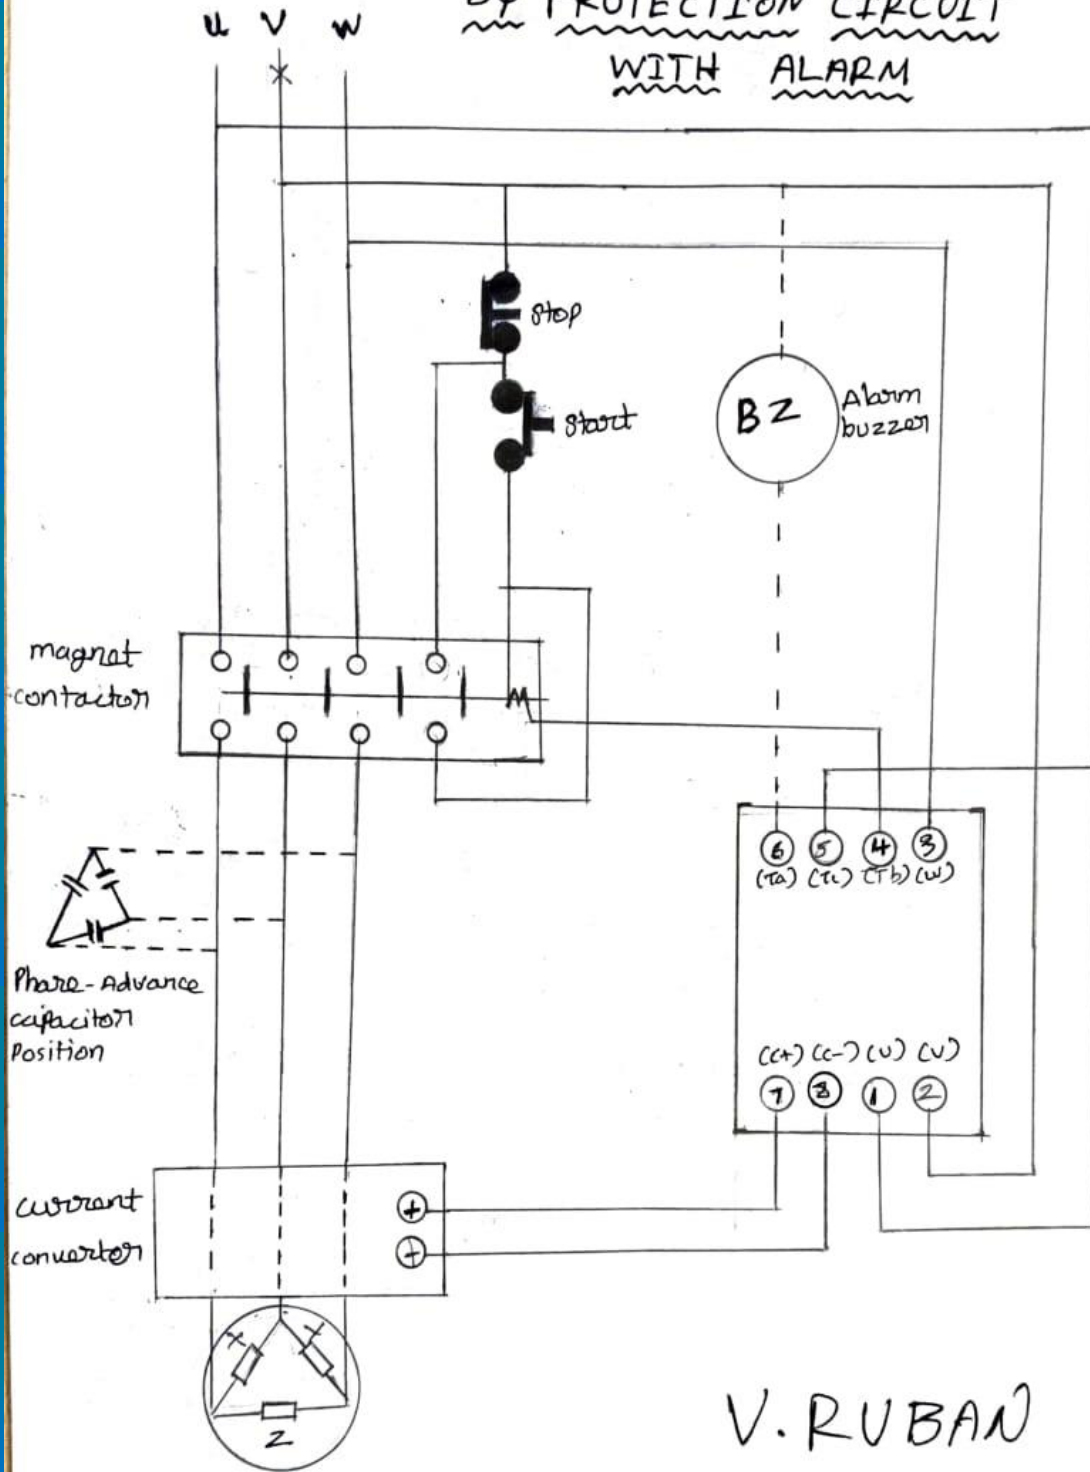 U V W
PROTECTION CIRCUIT
WITH ALARM
Stop
Start
BZ
Alarm
buzzer
magnet
contactor
6 5 4 3
(Ta) (Tc) (Tb) (W)
Phase-Advance
capacitor
Position
(C+) (C-) (U) (V)
7 8 1 2
current
convertor
+
-
X Y
Z
V. RUBAN